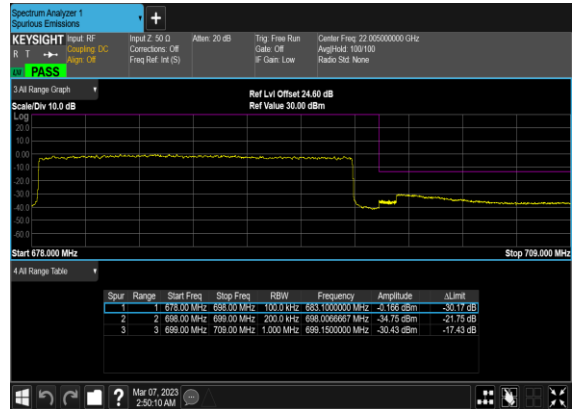 Spectrum Analyzer 1
Spurious Emissions
KEYSIGHT Input: RF Input Z: 50 Ω Atten: 20 dB Trig: Free Run Center Freq: 22.005000000 GHz
R T Coupling: DC Corrections: Off Gate: Off Avg|Hold: 100/100
Align: Off Freq Ref: Int (S) IF Gain: Low Radio Std: None
LW PASS
3 All Range Graph
Ref Lvl Offset 24.60 dB
Scale/Div 10.0 dB Ref Value 30.00 dBm
Log
20.0
10.0
0.00
-10.0
-20.0
-30.0
-40.0
-50.0
-60.0
Start 678.000 MHz Stop 709.000 MHz
4 All Range Table
Spur Range Start Freq Stop Freq RBW Frequency Amplitude ΔLimit
1 1 678.00 MHz 698.00 MHz 100.0 kHz 683.1000000 MHz -0.166 dBm -30.17 dB
2 2 698.00 MHz 699.00 MHz 200.0 kHz 698.0066667 MHz -34.75 dBm -21.75 dB
3 3 699.00 MHz 709.00 MHz 1.000 MHz 699.1500000 MHz -30.43 dBm -17.43 dB
? Mar 07, 2023
2:50:10 AM